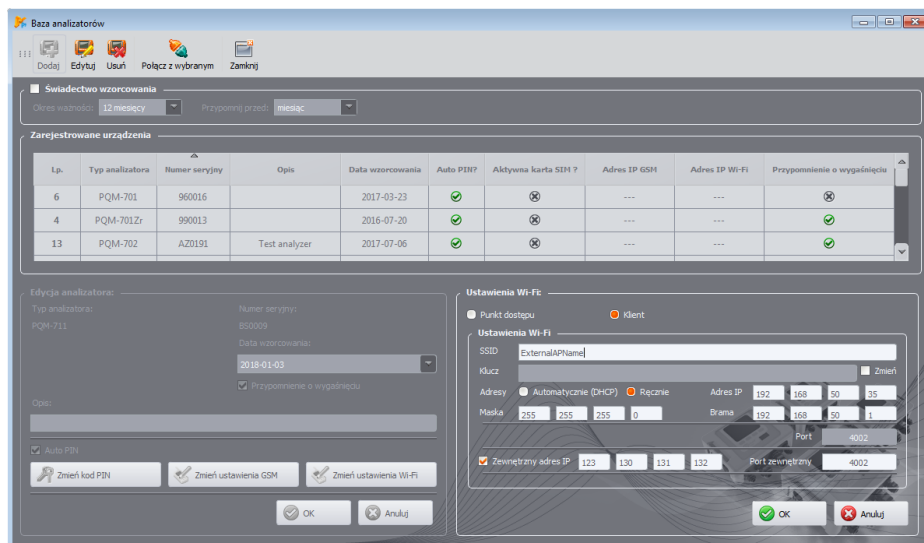 Baza analizatorów
Dodaj Edytuj Usuń Połącz z wybranym Zamknij
Świadectwo wzorcowania
Okres ważności: 12 miesięcy Przypomnij przed: miesiąc
Zarejestrowane urządzenia
Lp. Typ analizatora Numer seryjny Opis Data wzorcowania Auto PIN? Aktywna karta SIM ? Adres IP GSM Adres IP Wi-Fi Przypomnienie o wygaśnięciu
6 PQM-701 960016 2017-03-23 --- ---
4 PQM-701Zr 990013 2016-07-20 --- ---
13 PQM-702 AZ0191 Test analyzer 2017-07-06 --- ---
Edycja analizatora:
Typ analizatora: Numer seryjny:
PQM-711 BS0009
Data wzorcowania:
2018-01-03
Przypomnienie o wygaśnięciu
Opis:
Auto PIN
Zmień kod PIN Zmień ustawienia GSM Zmień ustawienia Wi-Fi
OK Anuluj
Ustawienia Wi-Fi:
Punkt dostępu Klient
Ustawienia Wi-Fi
SSID ExternalAPName
Klucz Zmień
Adresy Automatycznie (DHCP) Ręcznie Adres IP 192 168 50 35
Maska 255 255 255 0 Brama 192 168 50 1
Port 4002
Zewnętrzny adres IP 123 130 131 132 Port zewnętrzny 4002
OK Anuluj